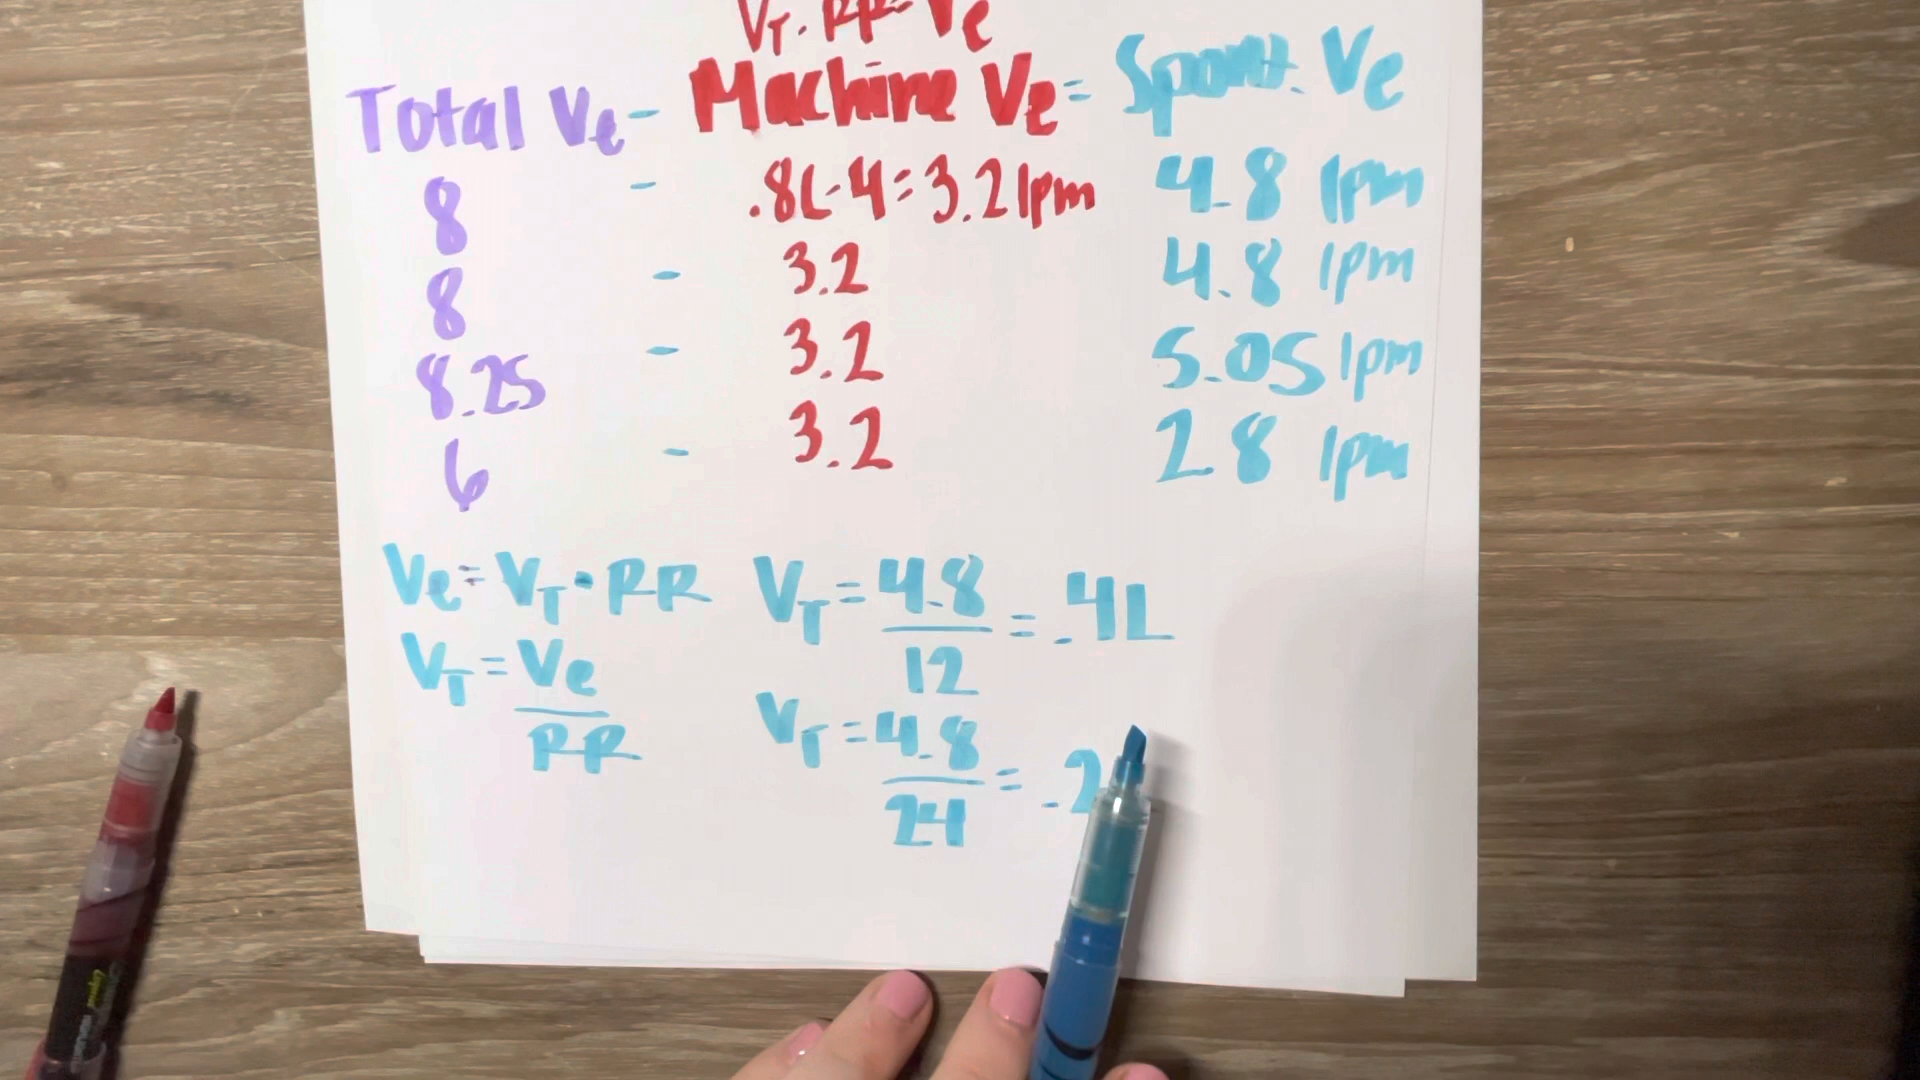 VT · RR = Ve
Total Ve - Machine Ve = Spont. Ve
8 - .8L · 4 = 3.2 lpm 4.8 lpm
8 - 3.2 4.8 lpm
8.25 - 3.2 5.05 lpm
6 - 3.2 2.8 lpm
Ve = VT · RR
VT = Ve
RR
VT = 4.8 = .4L
12
VT = 4.8 = .2
24